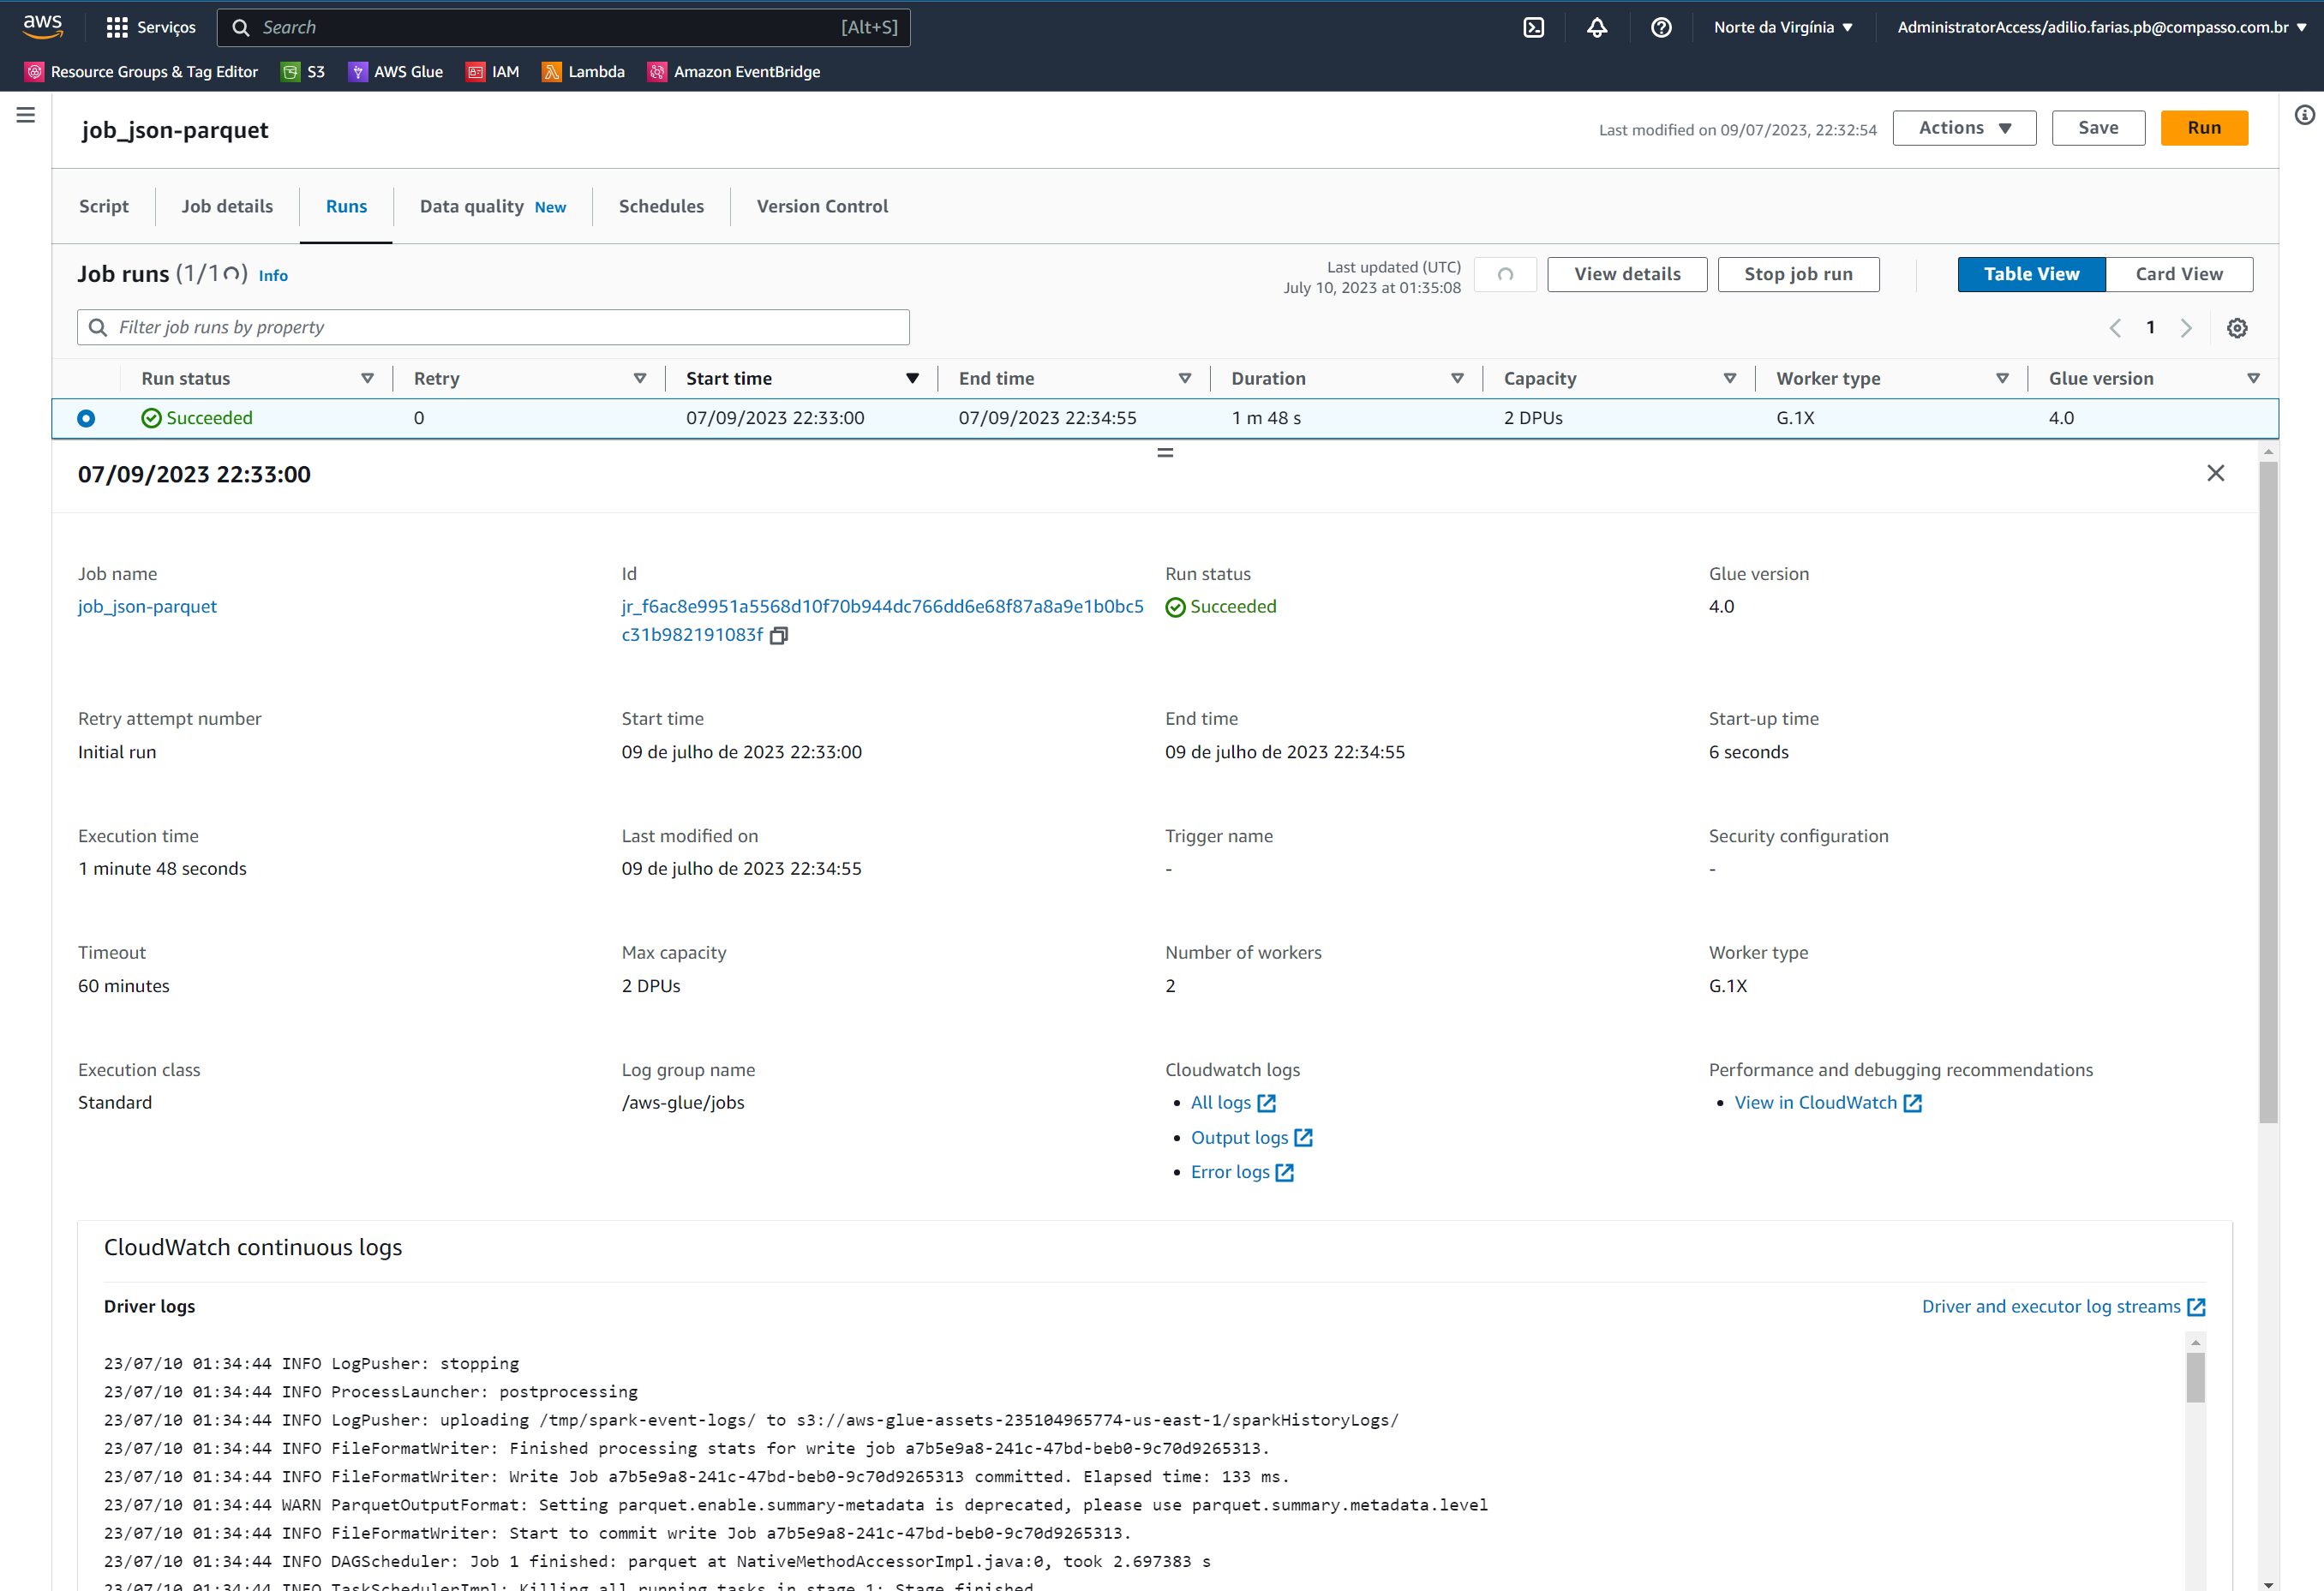 aws
Serviços
Search
[Alt+S]
Norte da Virgínia
AdministratorAccess/adilio.farias.pb@compasso.com.br
Resource Groups & Tag Editor
S3
AWS Glue
IAM
Lambda
Amazon EventBridge
job_json-parquet
Last modified on 09/07/2023, 22:32:54
Actions
Save
Run
Script
Job details
Runs
Data quality New
Schedules
Version Control
Job runs (1/1) Info
Last updated (UTC)
July 10, 2023 at 01:35:08
View details
Stop job run
Table View
Card View
Filter job runs by property
1
Run status
Retry
Start time
End time
Duration
Capacity
Worker type
Glue version
Succeeded
0
07/09/2023 22:33:00
07/09/2023 22:34:55
1 m 48 s
2 DPUs
G.1X
4.0
07/09/2023 22:33:00
Job name
job_json-parquet
Id
jr_f6ac8e9951a5568d10f70b944dc766dd6e68f87a8a9e1b0bc5
c31b982191083f
Run status
Succeeded
Glue version
4.0
Retry attempt number
Initial run
Start time
09 de julho de 2023 22:33:00
End time
09 de julho de 2023 22:34:55
Start-up time
6 seconds
Execution time
1 minute 48 seconds
Last modified on
09 de julho de 2023 22:34:55
Trigger name
-
Security configuration
-
Timeout
60 minutes
Max capacity
2 DPUs
Number of workers
2
Worker type
G.1X
Execution class
Standard
Log group name
/aws-glue/jobs
Cloudwatch logs
All logs
Output logs
Error logs
Performance and debugging recommendations
View in CloudWatch
CloudWatch continuous logs
Driver logs
Driver and executor log streams
23/07/10 01:34:44 INFO LogPusher: stopping
23/07/10 01:34:44 INFO ProcessLauncher: postprocessing
23/07/10 01:34:44 INFO LogPusher: uploading /tmp/spark-event-logs/ to s3://aws-glue-assets-235104965774-us-east-1/sparkHistoryLogs/
23/07/10 01:34:44 INFO FileFormatWriter: Finished processing stats for write job a7b5e9a8-241c-47bd-beb0-9c70d9265313.
23/07/10 01:34:44 INFO FileFormatWriter: Write Job a7b5e9a8-241c-47bd-beb0-9c70d9265313 committed. Elapsed time: 133 ms.
23/07/10 01:34:44 WARN ParquetOutputFormat: Setting parquet.enable.summary-metadata is deprecated, please use parquet.summary.metadata.level
23/07/10 01:34:44 INFO FileFormatWriter: Start to commit write Job a7b5e9a8-241c-47bd-beb0-9c70d9265313.
23/07/10 01:34:44 INFO DAGScheduler: Job 1 finished: parquet at NativeMethodAccessorImpl.java:0, took 2.697383 s
23/07/10 01:34:44 INFO TaskSchedulerImpl: Killing all running tasks in stage 1: Stage finished